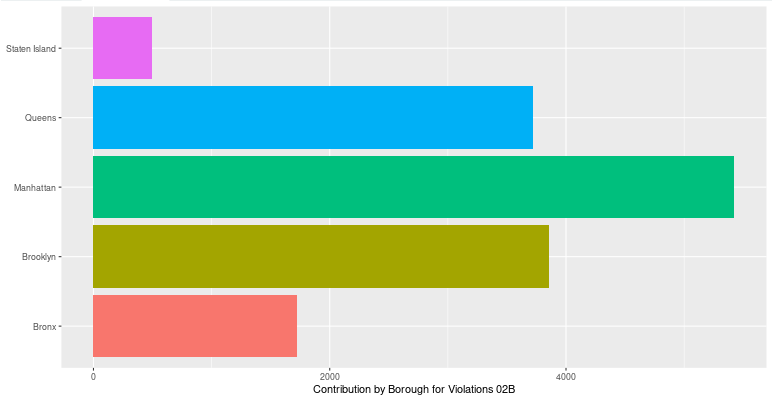 Staten Island
Queens
Manhattan
Brooklyn
Bronx
0 2000 4000
Contribution by Borough for Violations 02B